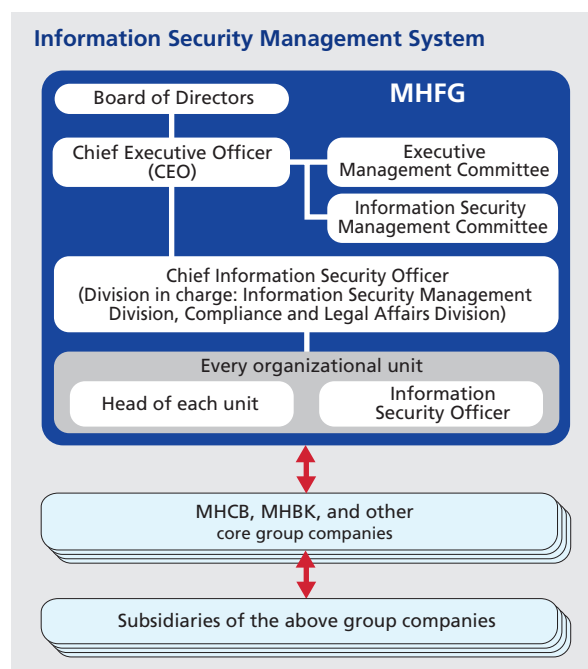 Information Security Management System
MHFG
Board of Directors
Chief Executive Officer
(CEO)
Executive
Management Committee
Information Security
Management Committee
Chief Information Security Officer
(Division in charge: Information Security Management
Division, Compliance and Legal Affairs Division)
Every organizational unit
Head of each unit
Information
Security Officer
MHCB, MHBK, and other
core group companies
Subsidiaries of the above group companies